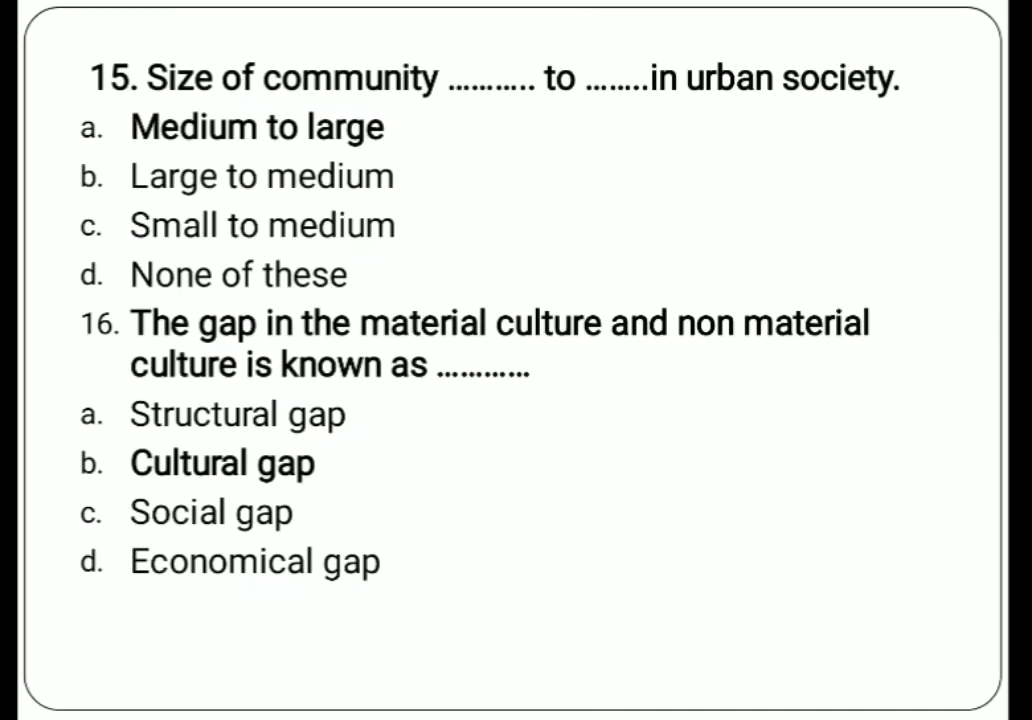 15. Size of community ........... to ........in urban society.
a. Medium to large
b. Large to medium
c. Small to medium
d. None of these
16. The gap in the material culture and non material
culture is known as ............
a. Structural gap
b. Cultural gap
c. Social gap
d. Economical gap